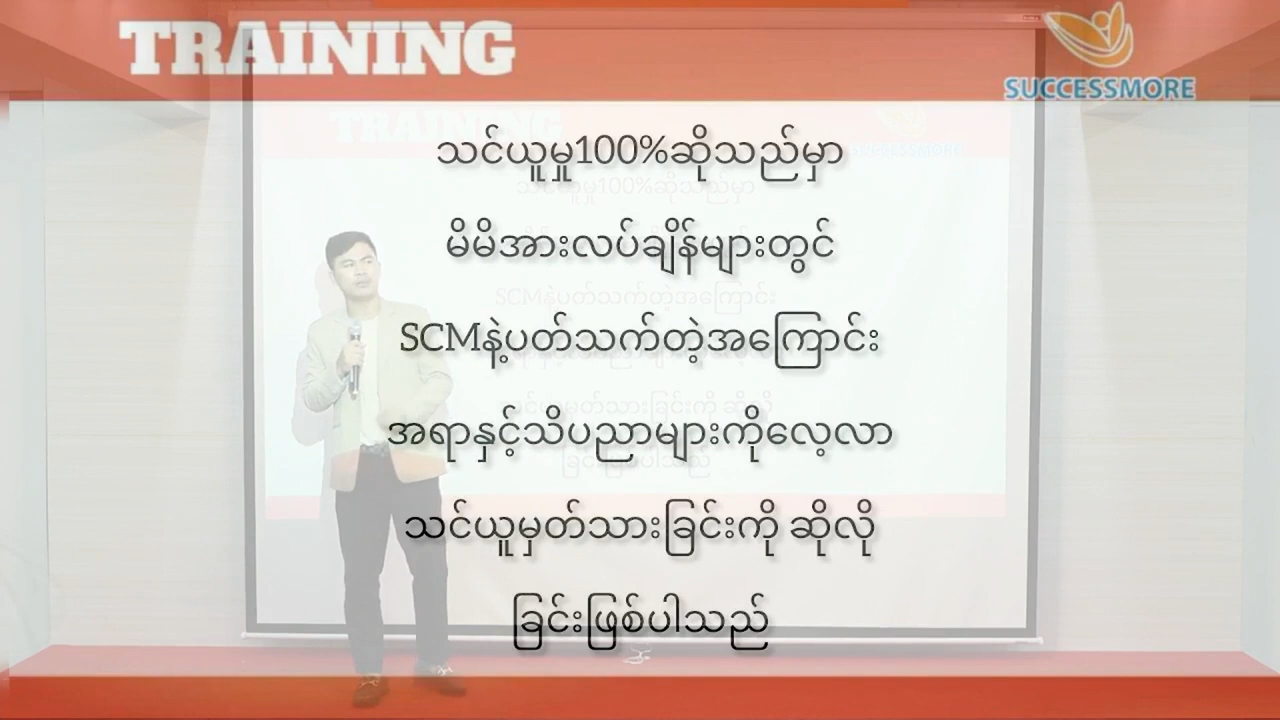 TRAINING
SUCCESSMORE
သင်ယူမှု100%ဆိုသည်မှာ
မိမိအားလပ်ချိန်များတွင်
SCMနဲ့ပတ်သက်တဲ့အကြောင်း
အရာနှင့်သိပညာများကိုလေ့လာ
သင်ယူမှတ်သားခြင်းကို ဆိုလို
ခြင်းဖြစ်ပါသည်